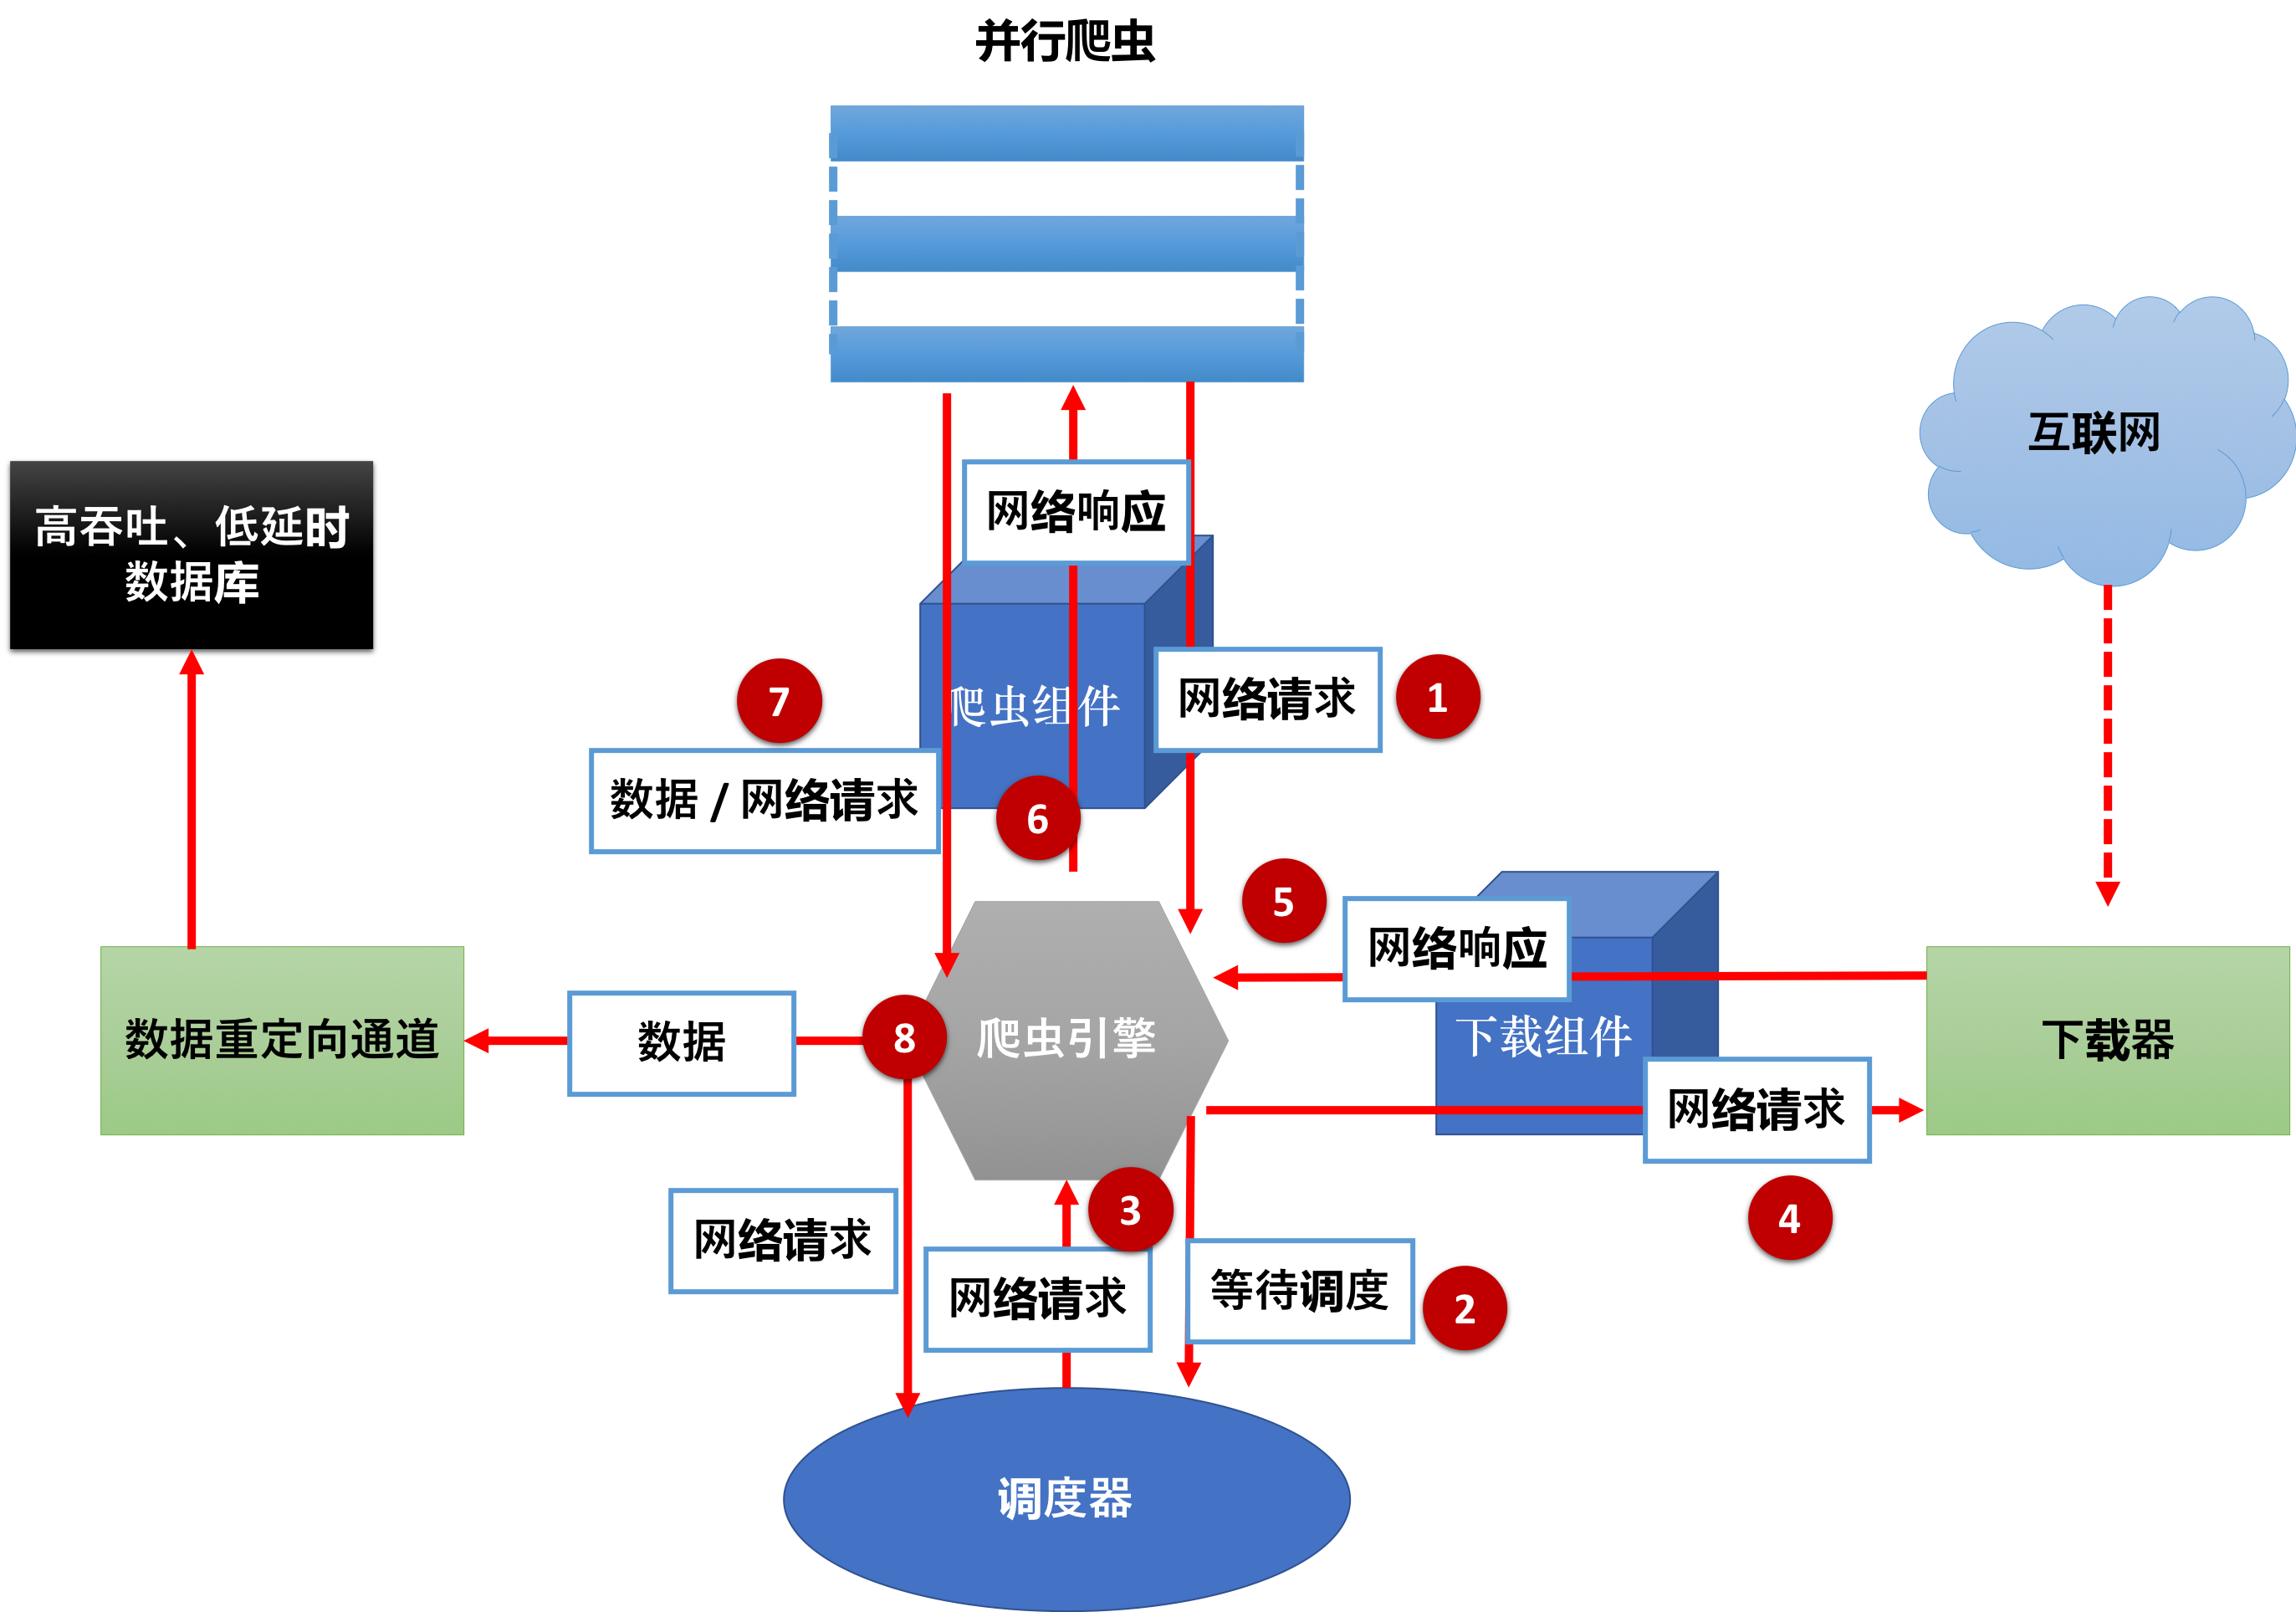 并行爬虫
互联网
高吞吐、低延时
数据库
网络响应
爬虫组件
网络请求
1
7
数据 / 网络请求
6
5
网络响应
数据重定向通道
数据
8
爬虫引擎
下载组件
下载器
网络请求
4
3
网络请求
网络请求
等待调度
2
调度器